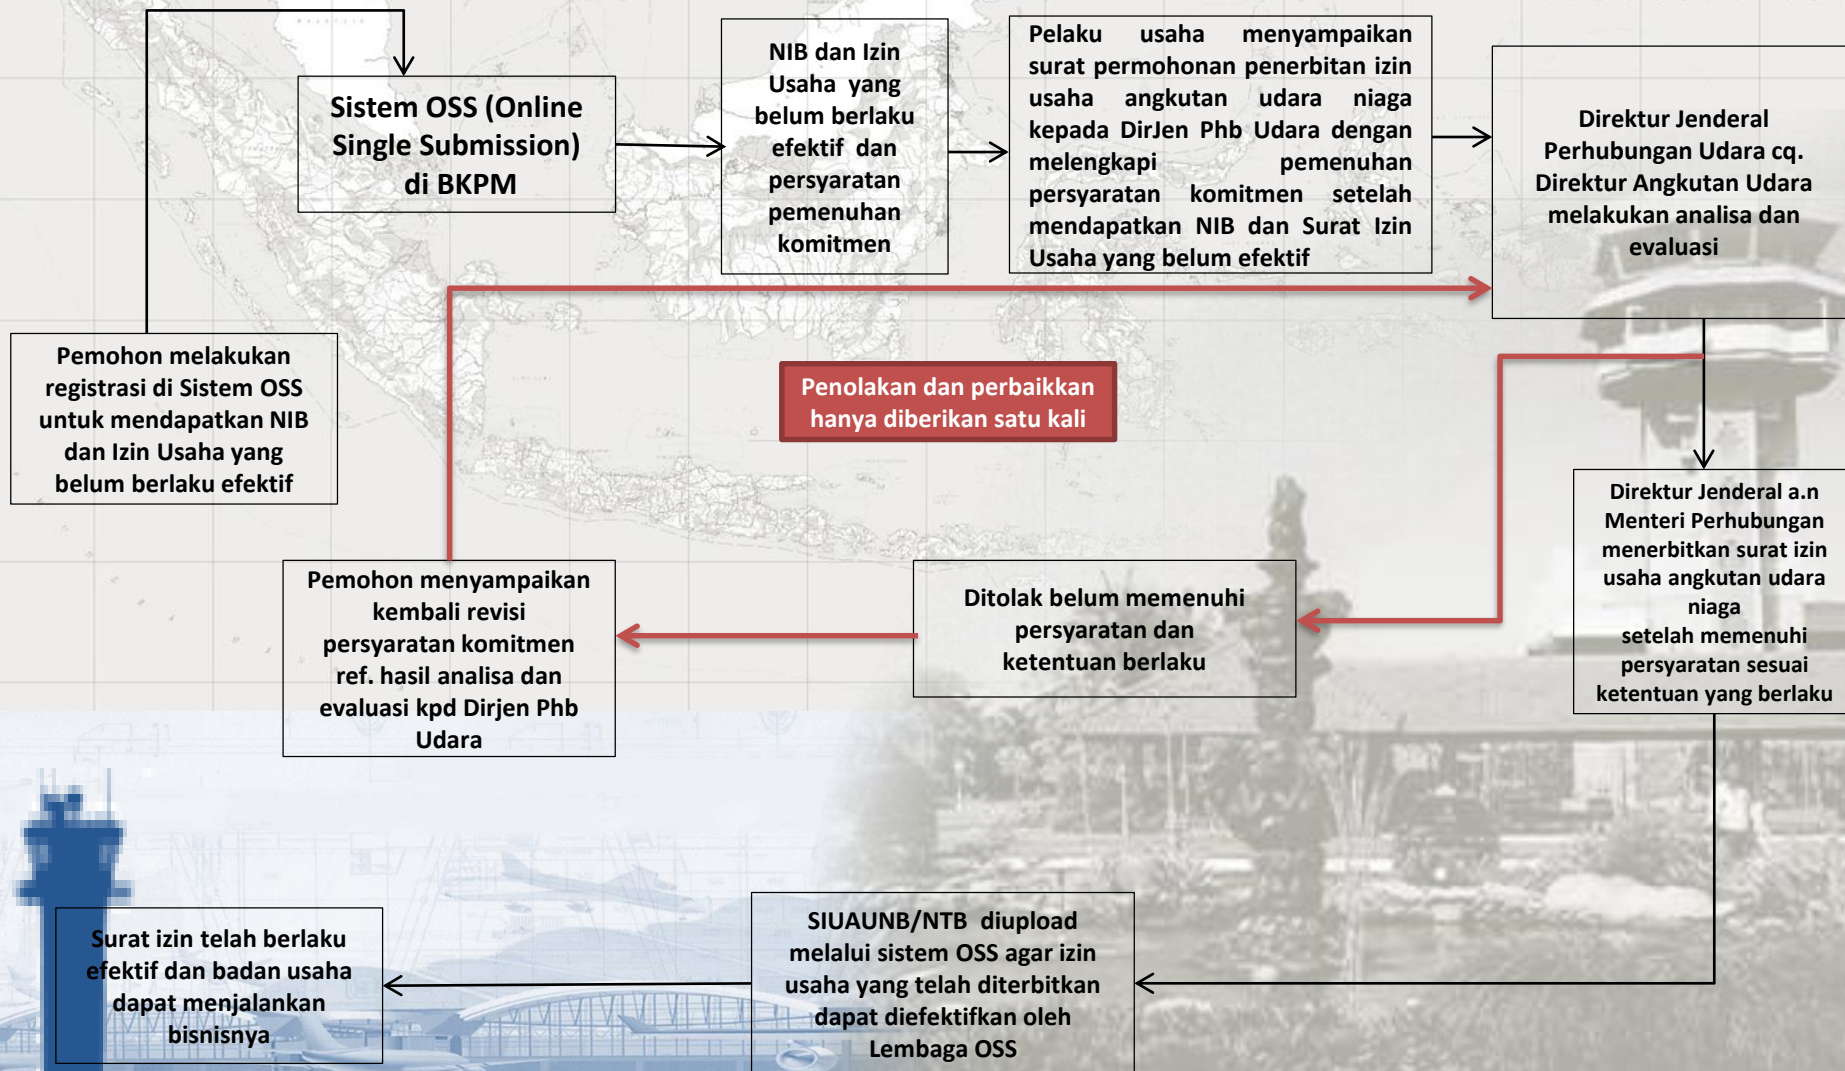 Pemohon melakukan
registrasi di Sistem OSS
untuk mendapatkan NIB
dan Izin Usaha yang
belum berlaku efektif
Sistem OSS (Online
Single Submission)
di BKPM
NIB dan Izin
Usaha yang
belum berlaku
efektif dan
persyaratan
pemenuhan
komitmen
Pelaku usaha menyampaikan
surat permohonan penerbitan izin
usaha angkutan udara niaga
kepada DirJen Phb Udara dengan
melengkapi pemenuhan
persyaratan komitmen setelah
mendapatkan NIB dan Surat Izin
Usaha yang belum efektif
Direktur Jenderal
Perhubungan Udara cq.
Direktur Angkutan Udara
melakukan analisa dan
evaluasi
Penolakan dan perbaikkan
hanya diberikan satu kali
Direktur Jenderal a.n
Menteri Perhubungan
menerbitkan surat izin
usaha angkutan udara
niaga
setelah memenuhi
persyaratan sesuai
ketentuan yang berlaku
Ditolak belum memenuhi
persyaratan dan
ketentuan berlaku
Pemohon menyampaikan
kembali revisi
persyaratan komitmen
ref. hasil analisa dan
evaluasi kpd Dirjen Phb
Udara
SIUAUNB/NTB diupload
melalui sistem OSS agar izin
usaha yang telah diterbitkan
dapat diefektifkan oleh
Lembaga OSS
Surat izin telah berlaku
efektif dan badan usaha
dapat menjalankan
bisnisnya